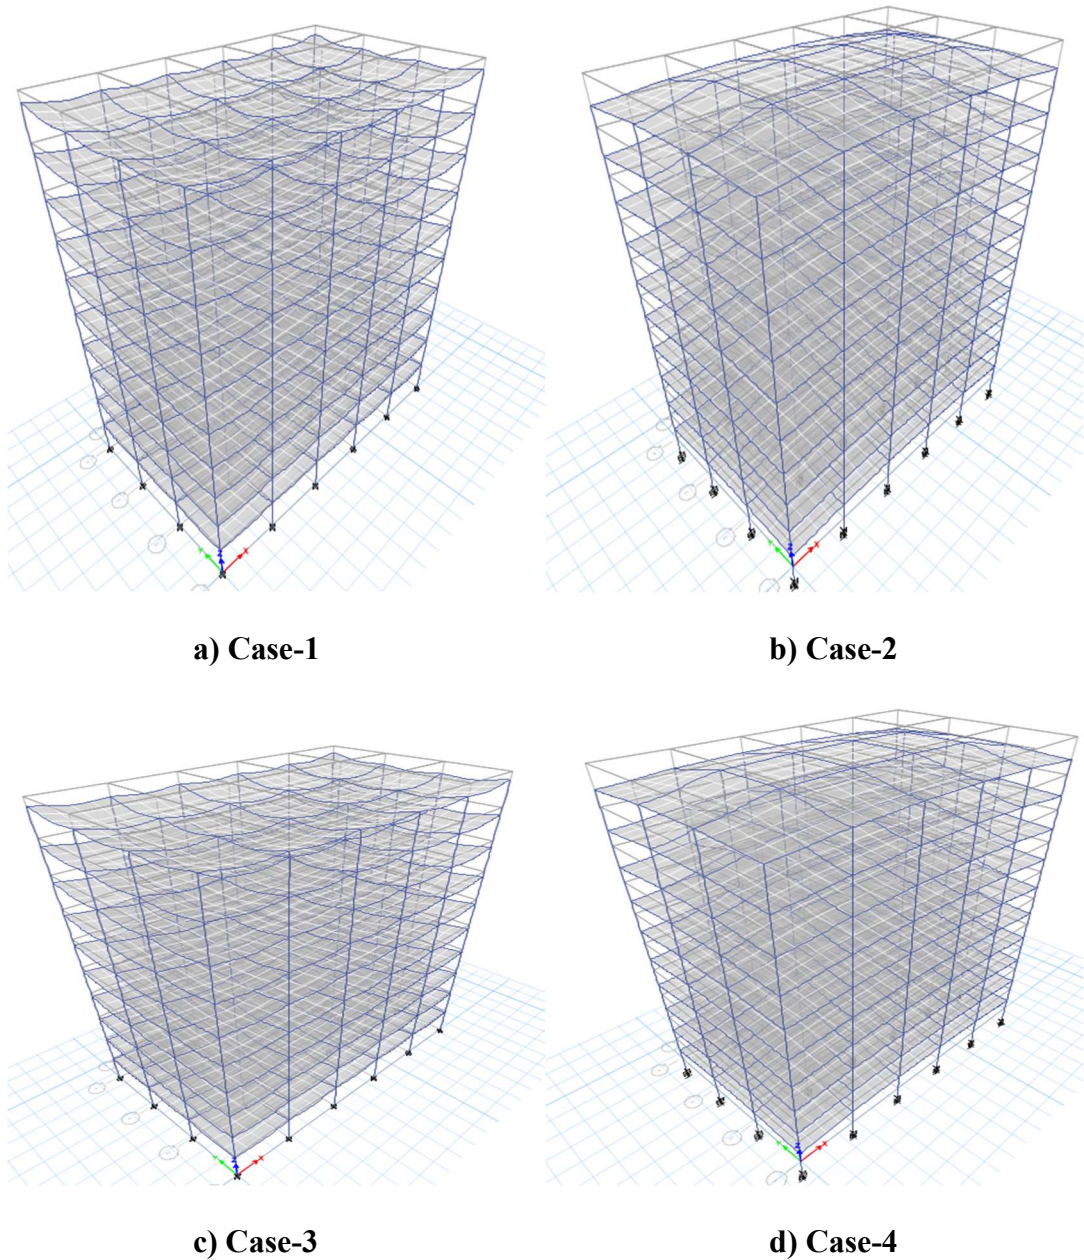 Y Z X
Y Z X
a) Case-1
b) Case-2
Y Z X
Y Z X
c) Case-3
d) Case-4